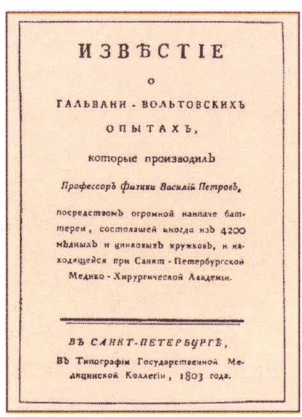 ИЗВѢСТІЕ
О
ГАЛЬВАНИ - ВОЛЬТОВСКИХЪ
ОПЫТАХЪ,
которые производилЪ
Профессоръ физики Василій Петровъ,
посредствомЪ огромной наипаче бат-
тереи, состоявшей иногда изЪ 4200
мѣдныхЪ и цинковыхЪ кружковЪ, и на-
ходящейся при Санкт - Петербургской
Медико - Хирургической Академіи.
ВЪ САНКТ-ПЕТЕРБУРГѢ,
ВЪ Типографіи Государственной Ме-
дицинской Коллегіи, 1803 года.